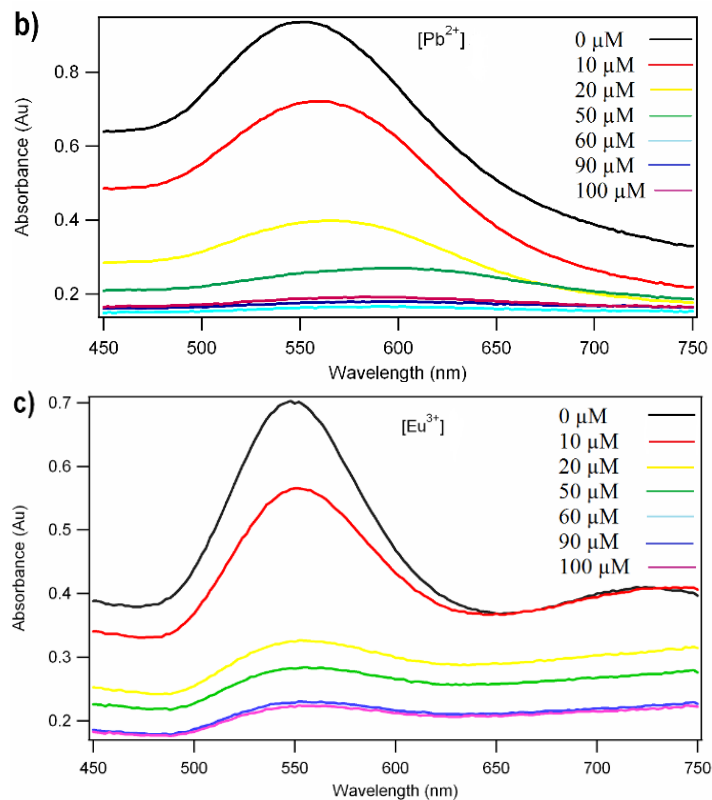 b)
[Pb²⁺]
0 µM
10 µM
20 µM
50 µM
60 µM
90 µM
100 µM
0.8
0.6
0.4
0.2
Absorbance (Au)
450 500 550 600 650 700 750
Wavelength (nm)
c)
[Eu³⁺]
0 µM
10 µM
20 µM
50 µM
60 µM
90 µM
100 µM
0.7
0.6
0.5
0.4
0.3
0.2
Absorbance (Au)
450 500 550 600 650 700 750
Wavelength (nm)